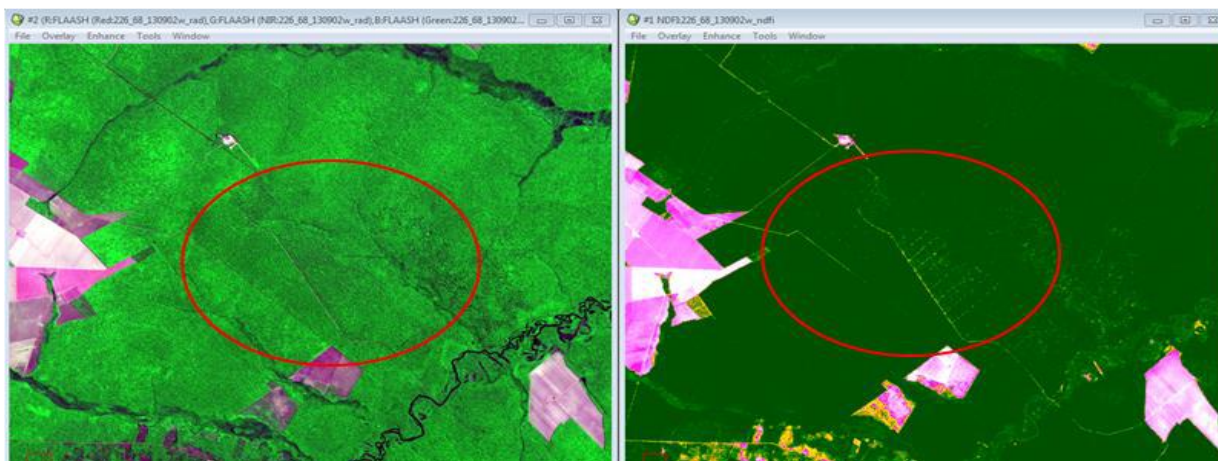 #2 (R:FLAASH (Red:226_68_130902w_rad),G:FLAASH (NIR:226_68_130902w_rad),B:FLAASH (Green:226_68_130902...
File Overlay Enhance Tools Window
#1 NDFI:226_68_130902w_ndfi
File Overlay Enhance Tools Window